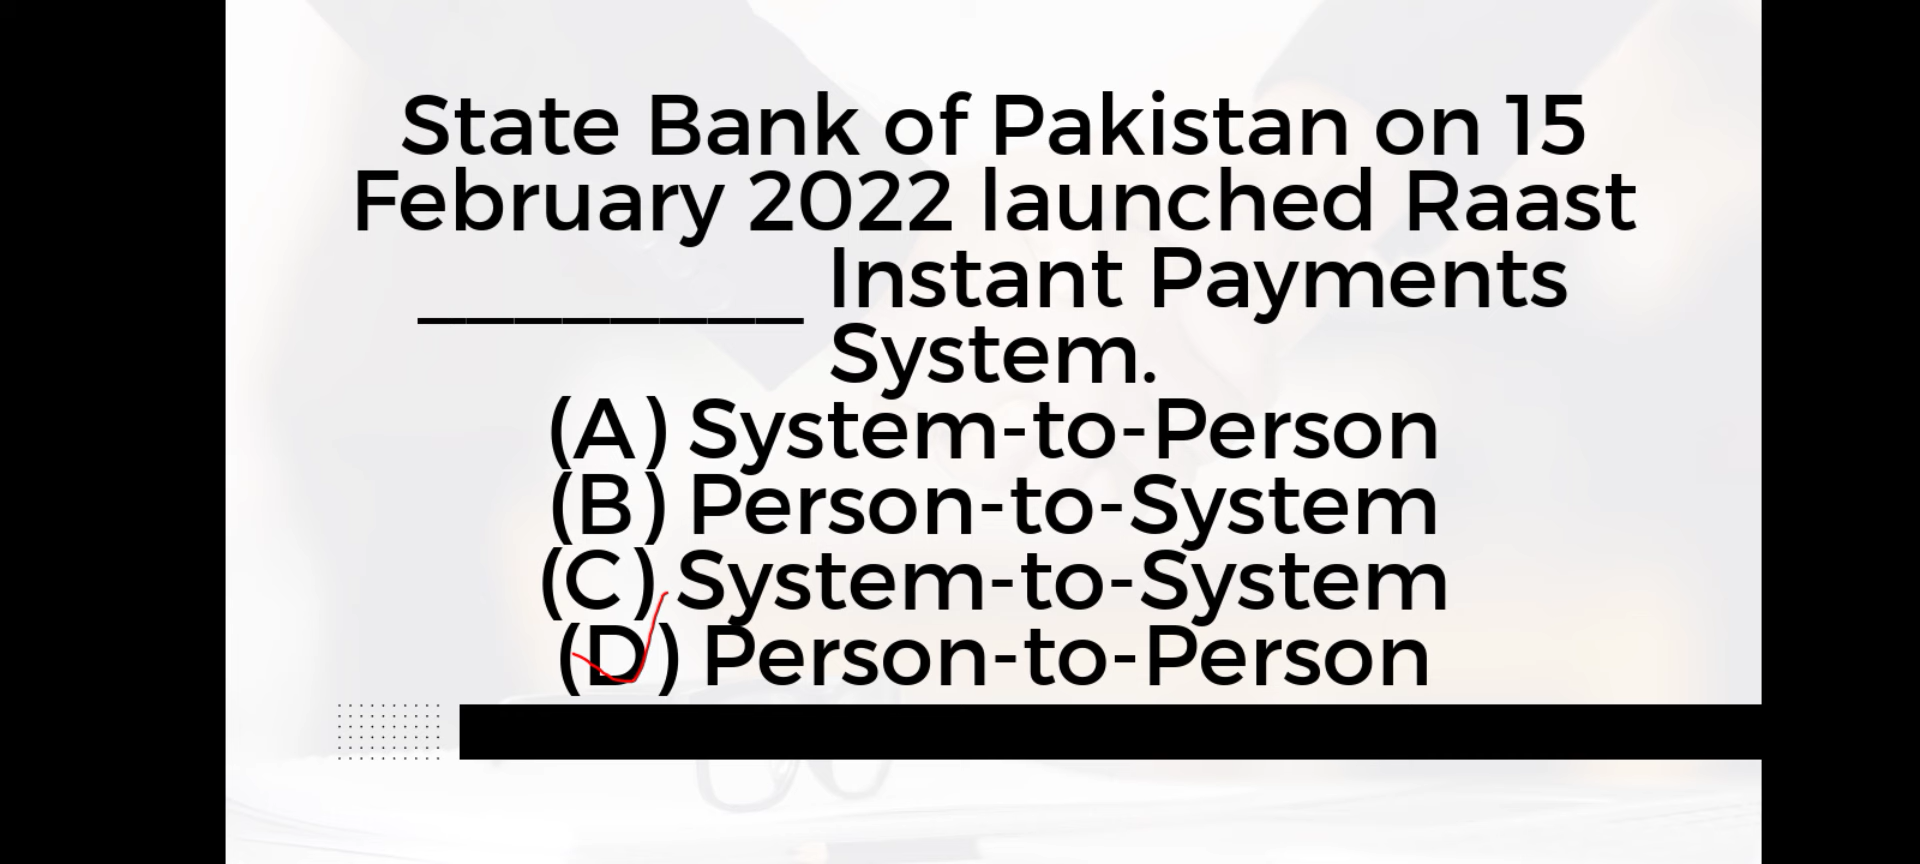 State Bank of Pakistan on 15
February 2022 launched Raast
________ Instant Payments
System.
(A) System-to-Person
(B) Person-to-System
(C) System-to-System
(D) Person-to-Person